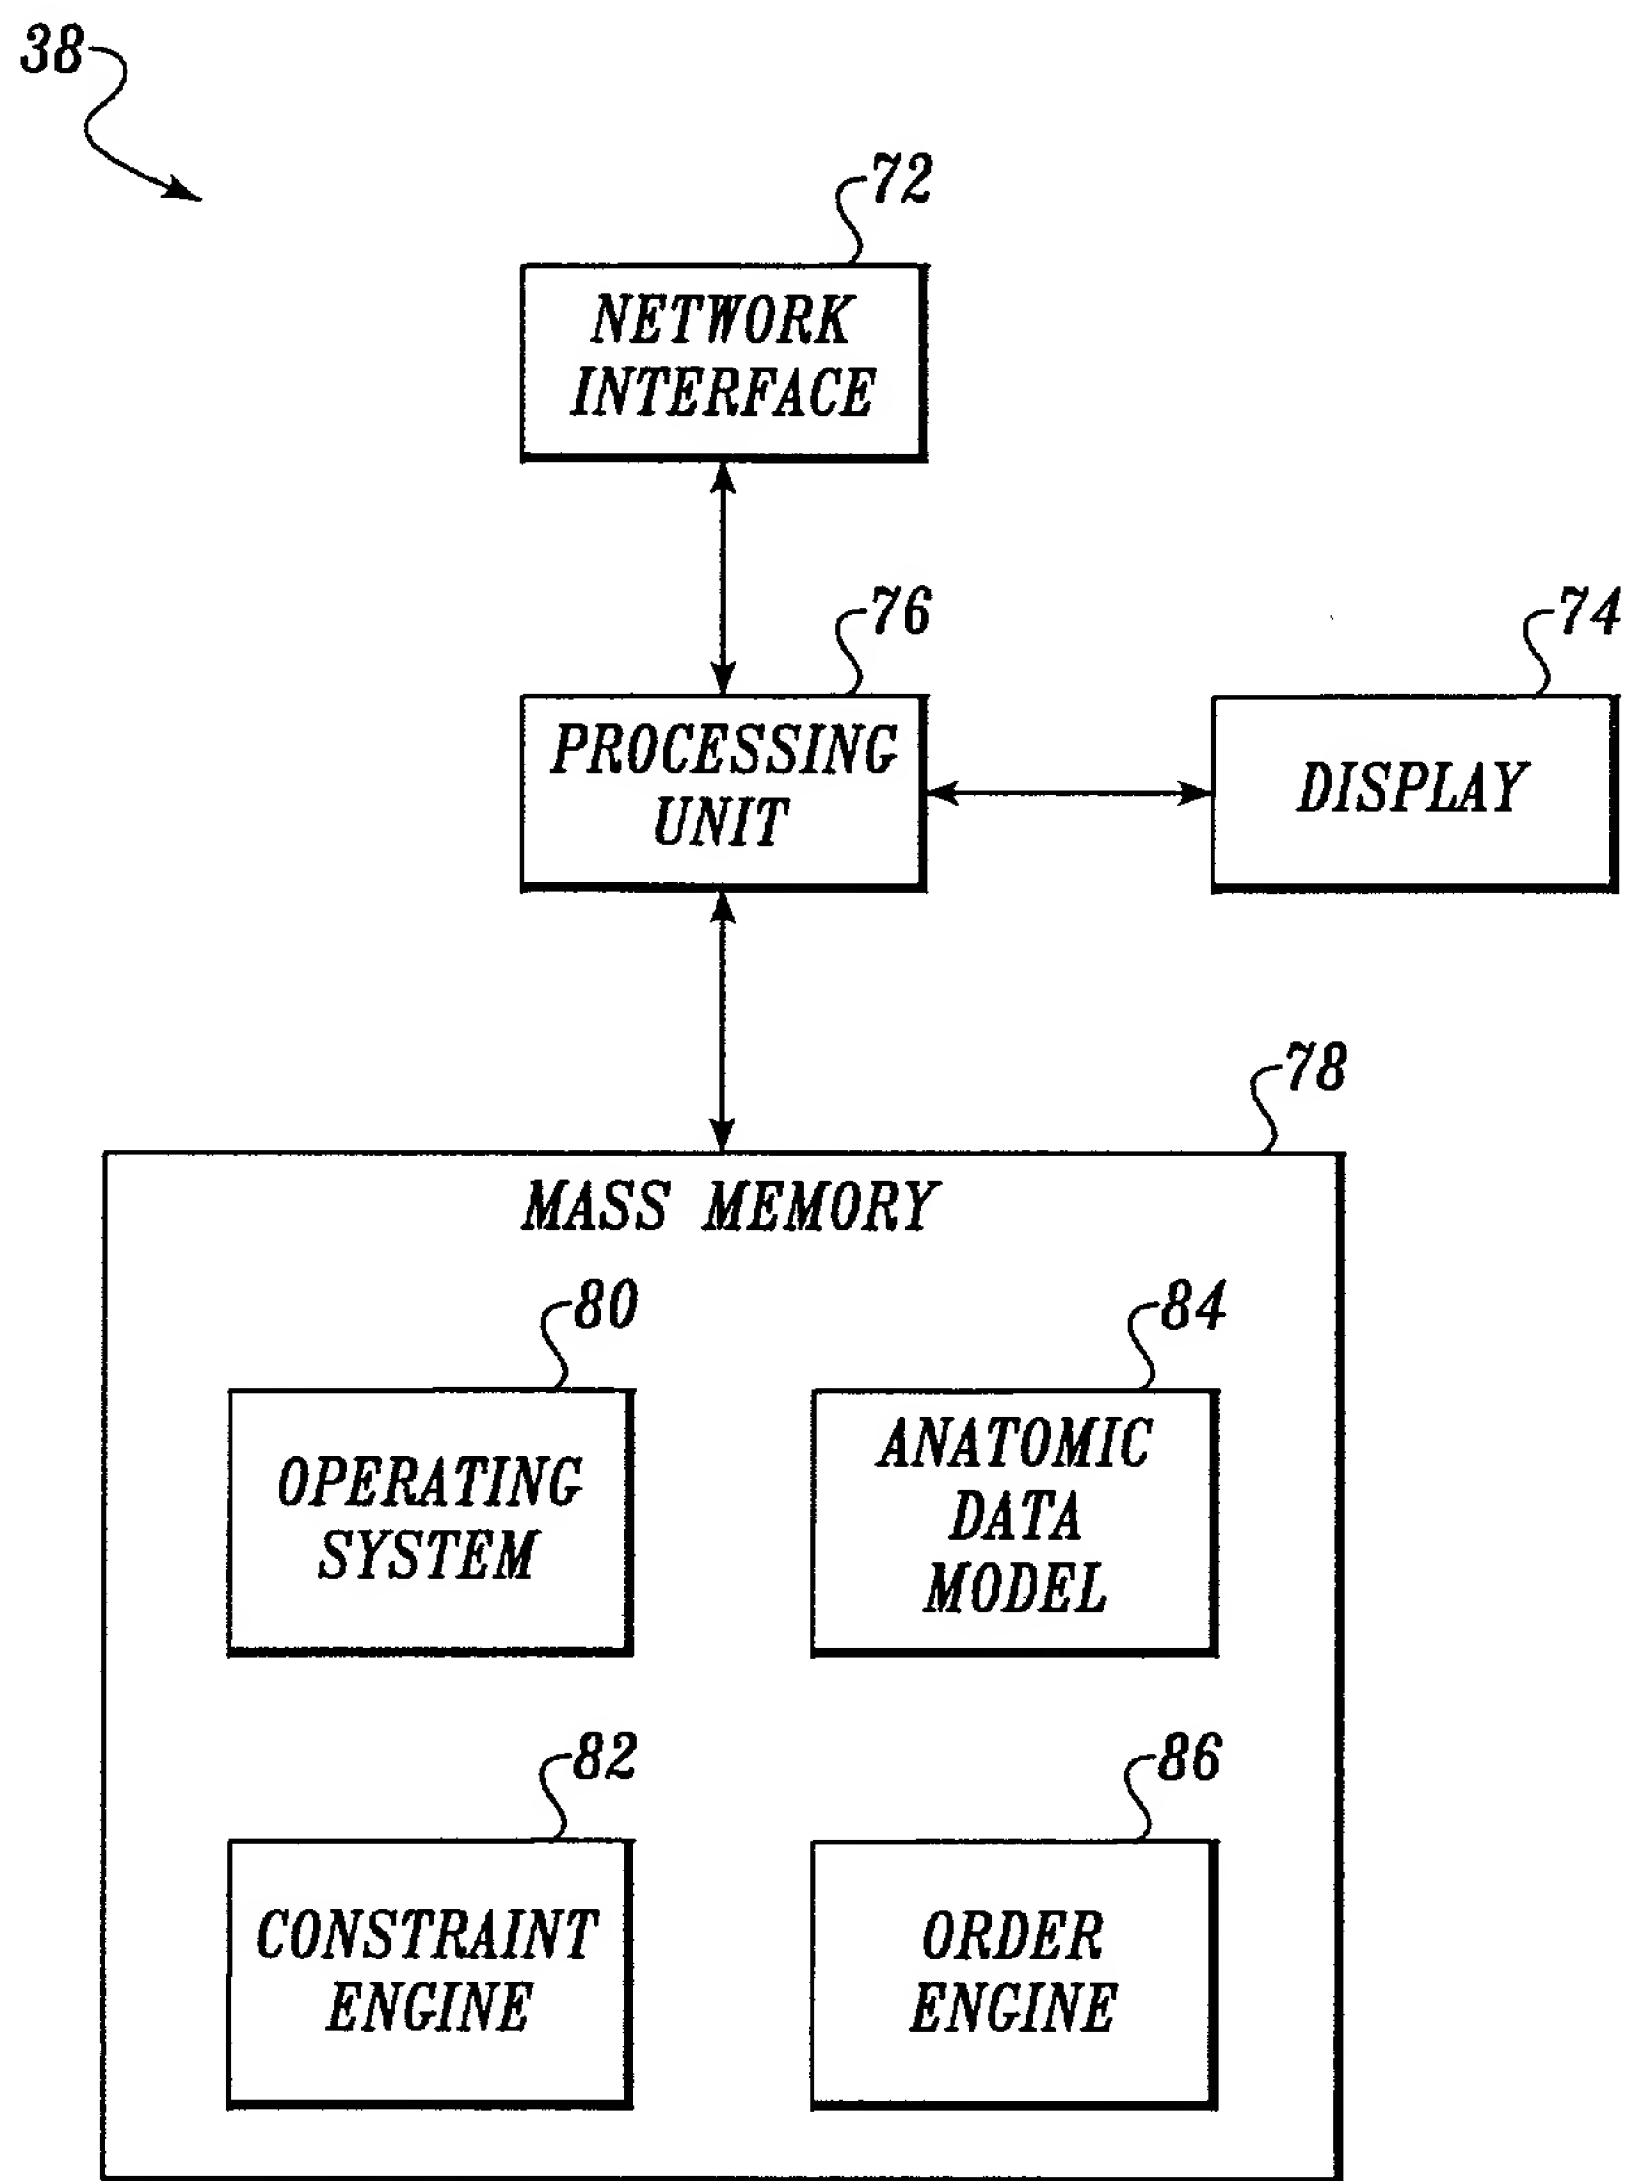 38
72
NETWORK
INTERFACE
76
74
PROCESSING
UNIT
DISPLAY
78
MASS MEMORY
80
84
OPERATING
SYSTEM
ANATOMIC
DATA
MODEL
82
86
CONSTRAINT
ENGINE
ORDER
ENGINE